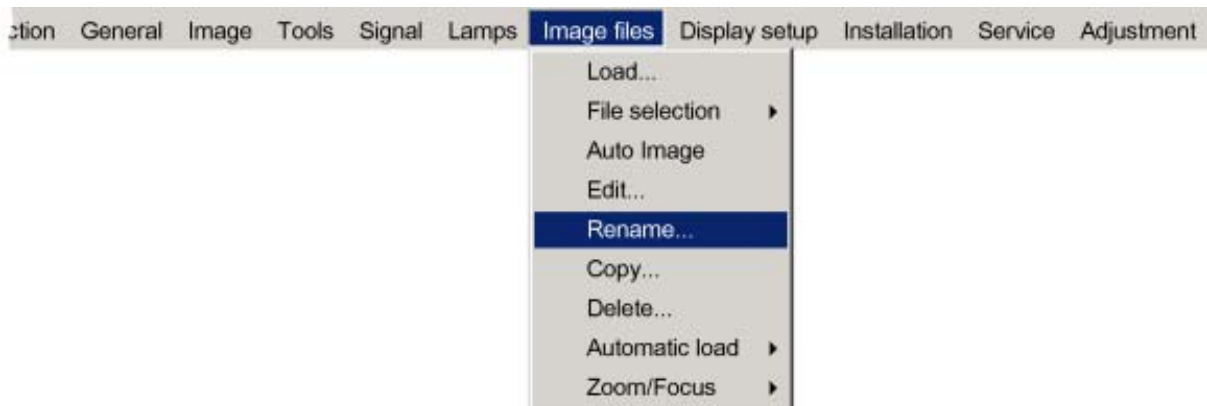 ction General Image Tools Signal Lamps Image files Display setup Installation Service Adjustment
Load...
File selection
Auto Image
Edit...
Rename...
Copy...
Delete...
Automatic load
Zoom/Focus